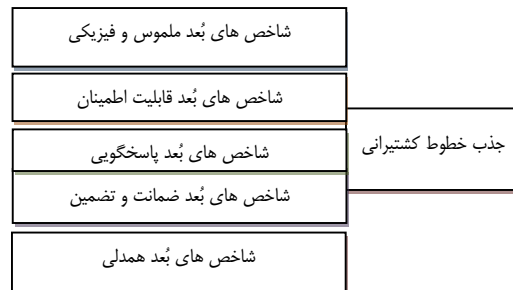 شاخص های بُعد ملموس و فیزیکی
شاخص های بُعد قابلیت اطمینان
جذب خطوط کشتیرانی
شاخص های بُعد پاسخگویی
شاخص های بُعد ضمانت و تضمین
شاخص های بُعد همدلی